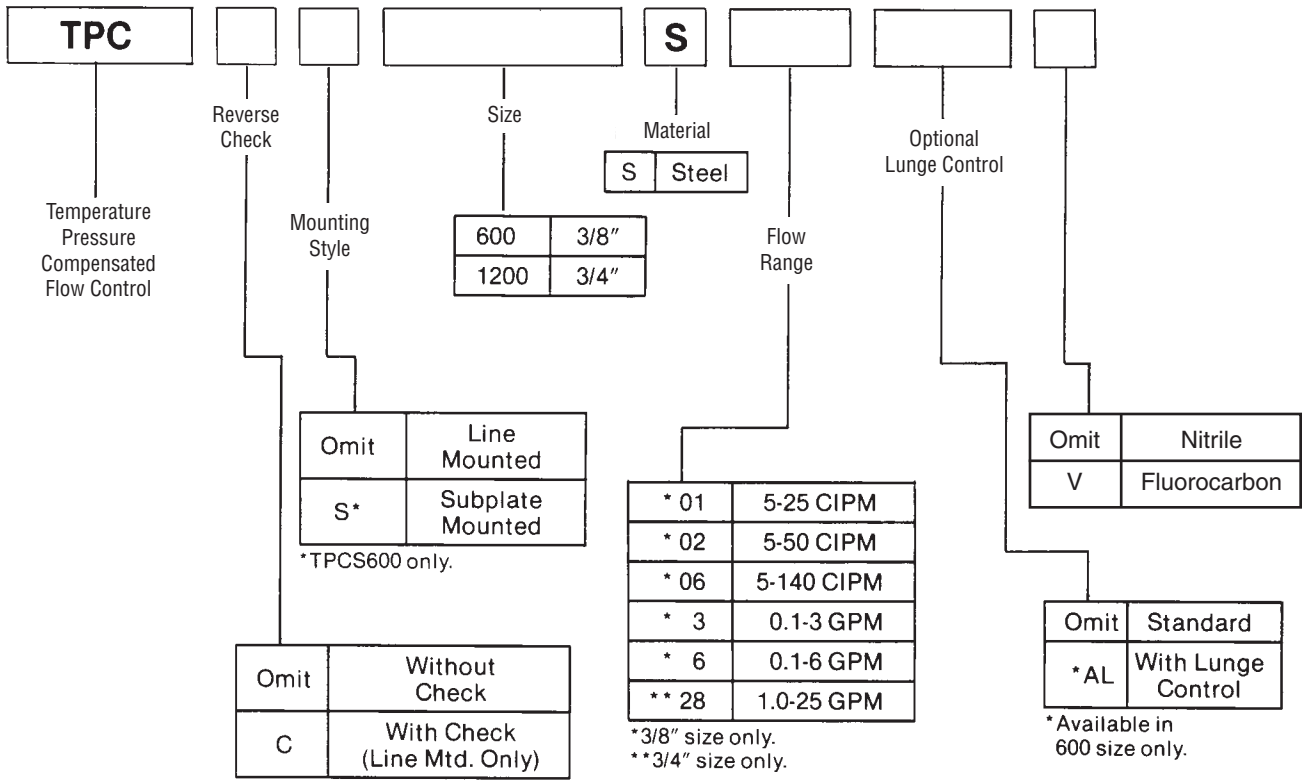 TPC
S
Reverse
Check
Size
Material
S Steel
Optional
Lunge Control
Temperature
Pressure
Compensated
Flow Control
Mounting
Style
600 3/8"
1200 3/4"
Flow
Range
Omit Line
Mounted
S* Subplate
Mounted
*TPCS600 only.
Omit Without
Check
C With Check
(Line Mtd. Only)
* 01 5-25 CIPM
* 02 5-50 CIPM
* 06 5-140 CIPM
* 3 0.1-3 GPM
* 6 0.1-6 GPM
** 28 1.0-25 GPM
*3/8" size only.
**3/4" size only.
Omit Nitrile
V Fluorocarbon
Omit Standard
*AL With Lunge
Control
*Available in
600 size only.